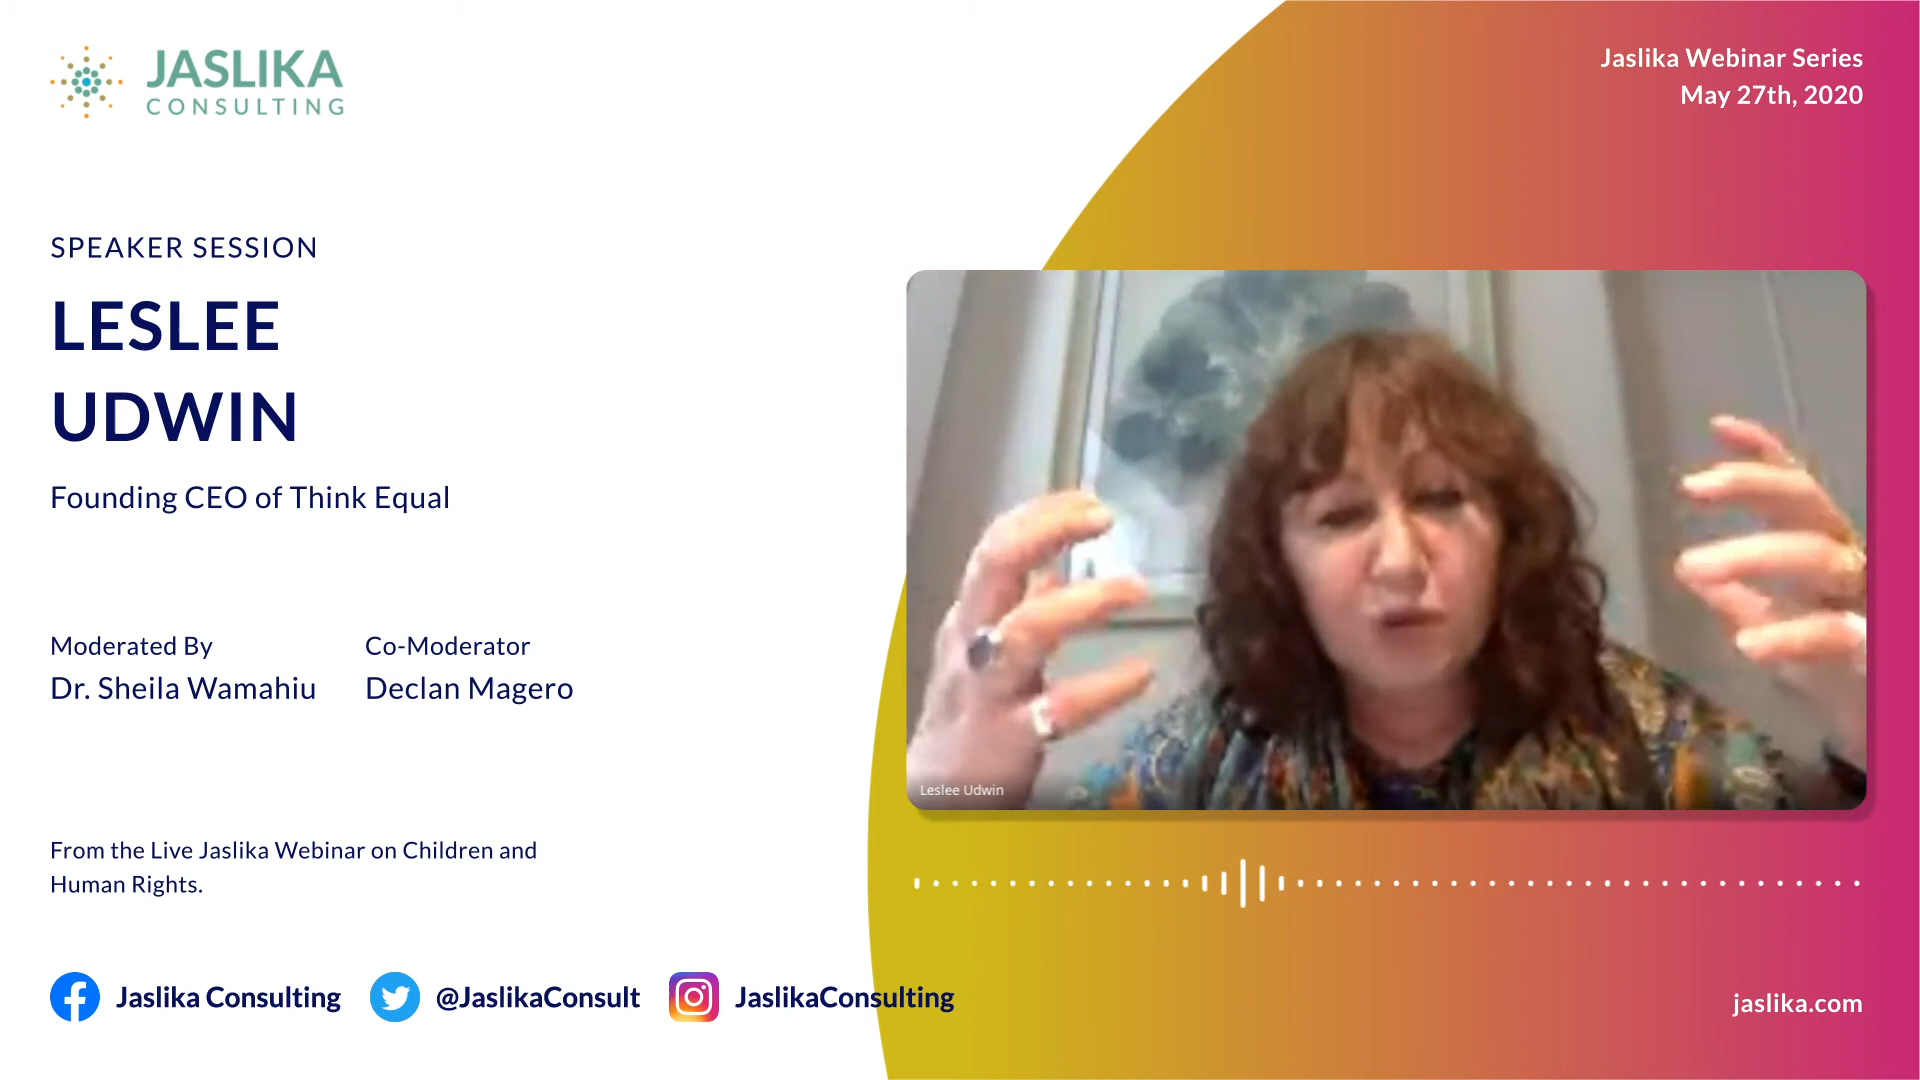 JASLIKA
CONSULTING
Jaslika Webinar Series
May 27th, 2020
SPEAKER SESSION
LESLEE
UDWIN
Founding CEO of Think Equal
Moderated By
Dr. Sheila Wamahiu
Co-Moderator
Declan Magero
Leslee Udwin
From the Live Jaslika Webinar on Children and
Human Rights.
Jaslika Consulting
@JaslikaConsult
JaslikaConsulting
jaslika.com